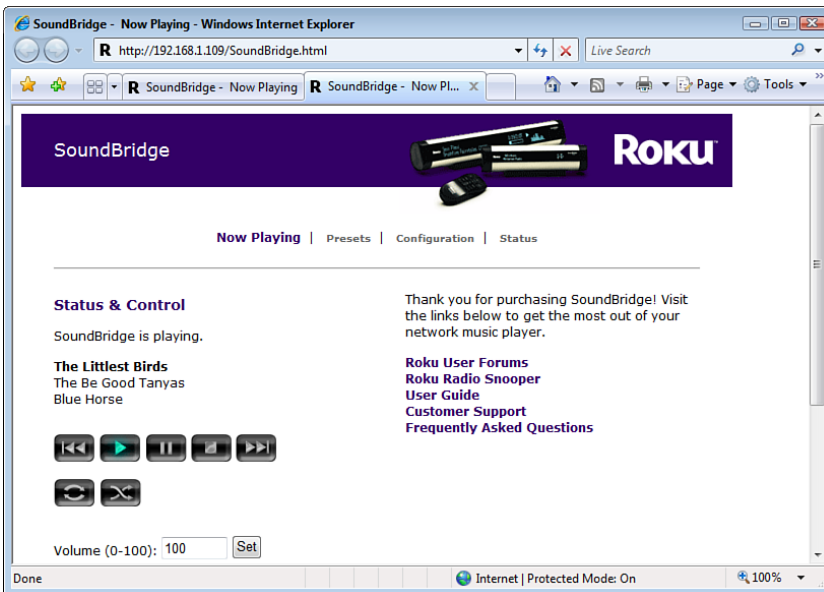 SoundBridge - Now Playing - Windows Internet Explorer
R http://192.168.1.109/SoundBridge.html
Live Search
R SoundBridge - Now Playing
R SoundBridge - Now Pl...
Page
Tools
SoundBridge
ROKU
Now Playing | Presets | Configuration | Status
Status & Control
SoundBridge is playing.
The Littlest Birds
The Be Good Tanyas
Blue Horse
Volume (0-100): 100 Set
Thank you for purchasing SoundBridge! Visit
the links below to get the most out of your
network music player.
Roku User Forums
Roku Radio Snooper
User Guide
Customer Support
Frequently Asked Questions
Done
Internet | Protected Mode: On
100%